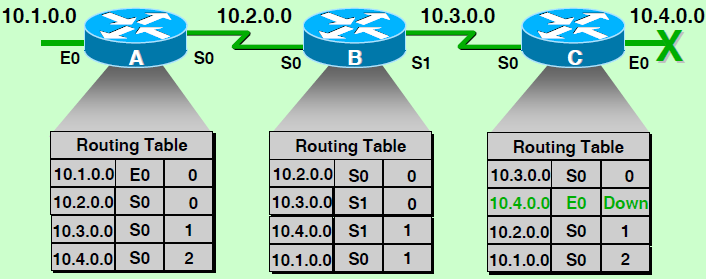 10.1.0.0 10.2.0.0 10.3.0.0 10.4.0.0
E0 A S0 S0 B S1 S0 C E0 X
Routing Table
10.1.0.0 E0 0
10.2.0.0 S0 0
10.3.0.0 S0 1
10.4.0.0 S0 2
Routing Table
10.2.0.0 S0 0
10.3.0.0 S1 0
10.4.0.0 S1 1
10.1.0.0 S0 1
Routing Table
10.3.0.0 S0 0
10.4.0.0 E0 Down
10.2.0.0 S0 1
10.1.0.0 S0 2